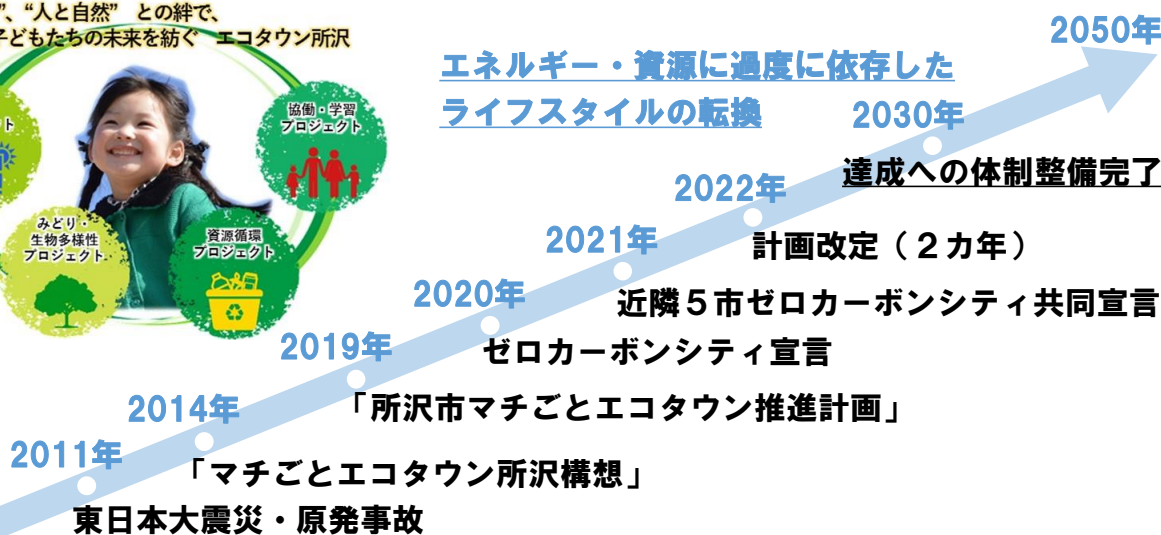 ”、“人と自然” との絆で、
子どもたちの未来を紡ぐ エコタウン所沢
ト
協働・学習
プロジェクト
みどり・
生物多様性
プロジェクト
資源循環
プロジェクト
エネルギー・資源に過度に依存した
ライフスタイルの転換
2050年
2030年
達成への体制整備完了
2022年
計画改定（２カ年）
2021年
近隣５市ゼロカーボンシティ共同宣言
2020年
ゼロカーボンシティ宣言
2019年
「所沢市マチごとエコタウン推進計画」
2014年
「マチごとエコタウン所沢構想」
2011年
東日本大震災・原発事故